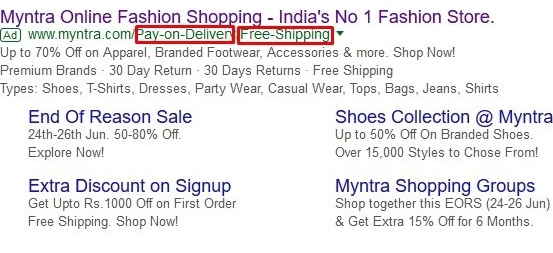 Myntra Online Fashion Shopping - India's No 1 Fashion Store.
Ad www.myntra.com/Pay-on-Delivery/Free-Shipping
Up to 70% Off on Apparel, Branded Footwear, Accessories & more. Shop Now!
Premium Brands · 30 Day Return · 30 Days Returns · Free Shipping
Types: Shoes, T-Shirts, Dresses, Party Wear, Casual Wear, Tops, Bags, Jeans, Shirts
End Of Reason Sale
24th-26th Jun. 50-80% Off.
Explore Now!
Shoes Collection @ Myntra
Up to 50% Off On Branded Shoes.
Over 15,000 Styles to Chose From!
Extra Discount on Signup
Get Upto Rs.1000 Off on First Order
Free Shipping. Shop Now!
Myntra Shopping Groups
Shop together this EORS (24-26 Jun)
& Get Extra 15% Off for 6 Months.